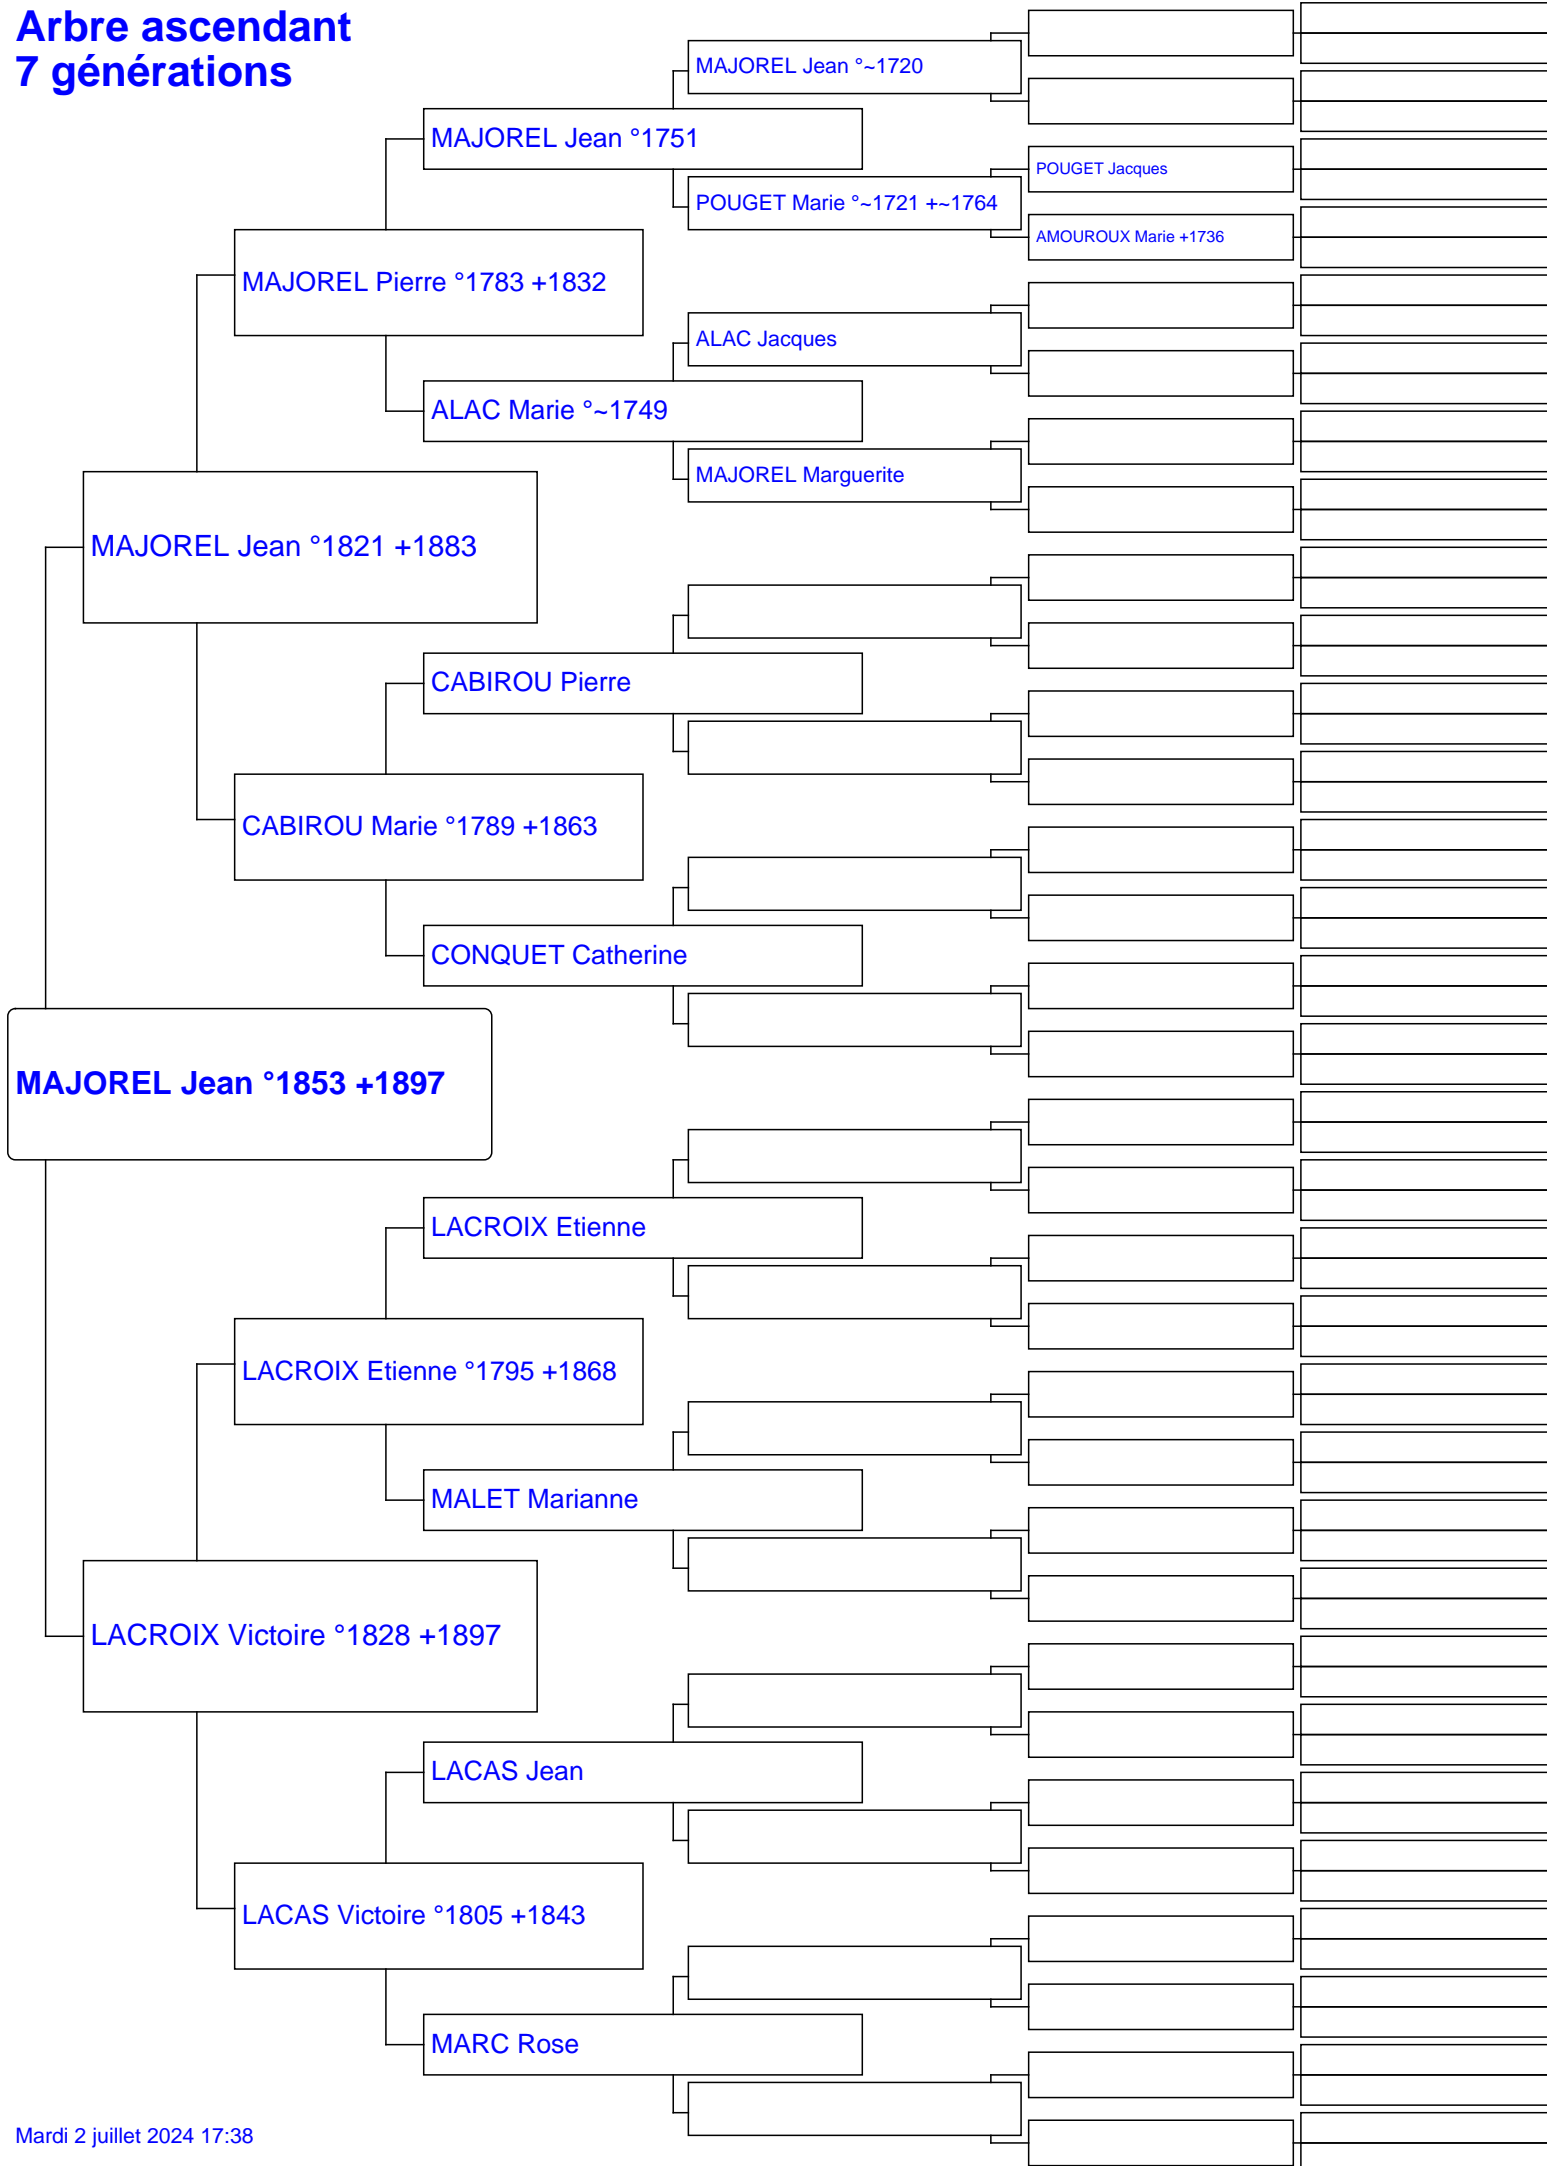 Arbre ascendant
7 générations
MAJOREL Jean °~1720
MAJOREL Jean °1751
POUGET Jacques
POUGET Marie °~1721 +~1764
AMOUROUX Marie +1736
MAJOREL Pierre °1783 +1832
ALAC Jacques
ALAC Marie °~1749
MAJOREL Marguerite
MAJOREL Jean °1821 +1883
CABIROU Pierre
CABIROU Marie °1789 +1863
CONQUET Catherine
MAJOREL Jean °1853 +1897
LACROIX Etienne
LACROIX Etienne °1795 +1868
MALET Marianne
LACROIX Victoire °1828 +1897
LACAS Jean
LACAS Victoire °1805 +1843
MARC Rose
Mardi 2 juillet 2024 17:38